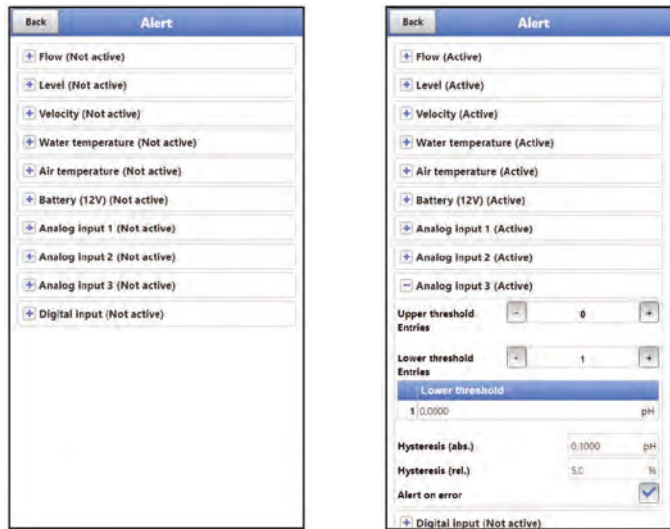 Back Alert
+ Flow (Not active)
+ Level (Not active)
+ Velocity (Not active)
+ Water temperature (Not active)
+ Air temperature (Not active)
+ Battery (12V) (Not active)
+ Analog input 1 (Not active)
+ Analog input 2 (Not active)
+ Analog input 3 (Not active)
+ Digital input (Not active)
Back Alert
+ Flow (Active)
+ Level (Active)
+ Velocity (Active)
+ Water temperature (Active)
+ Air temperature (Active)
+ Battery (12V) (Active)
+ Analog input 1 (Active)
+ Analog input 2 (Active)
− Analog input 3 (Active)
Upper threshold - 0 +
Entries
Lower threshold - 1 +
Entries
Lower threshold
1 0,0000 pH
Hysteresis (abs.) 0,1000 pH
Hysteresis (rel.) 5,0 %
Alert on error
+ Digital input (Not active)